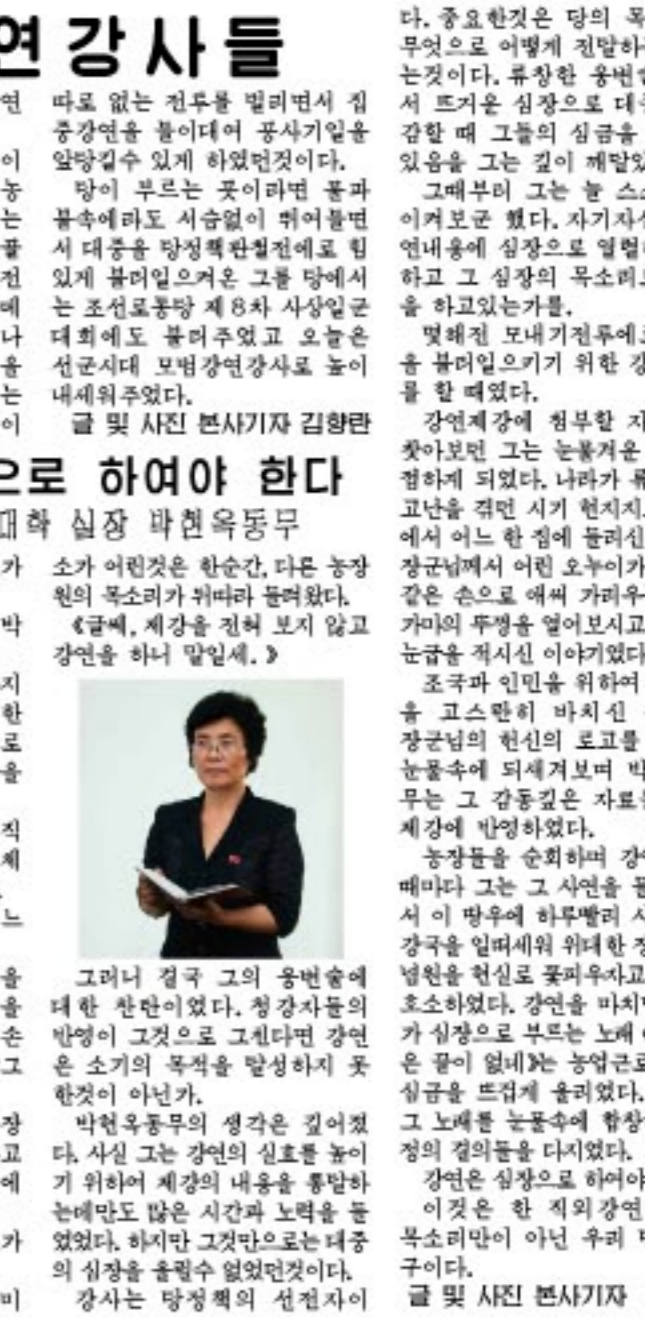 연강사들
연
이
농
는
끌
전
데
나
을
는
이
따로 없는 전투를 벌리면서 집
중강연을 들이대여 공사기일을
앞당길수 있게 하였던것이다.
당이 부르는 곳이라면 물과
불속에라도 서슴없이 뛰여들면
서 대중을 당정책관철전에로 힘
있게 불러일으켜온 그를 당에서
는 조선로동당 제8차 사상일군
대회에도 불러주었고 오늘은
선군시대 모범강연강사로 높이
내세워주었다.
글 및 사진 본사기자 김향란
으로 하여야 한다
대학 실장 박현옥동무
가
박
지
한
로
을
직
제
느
을
을
손
그
장
고
에
가
미
소가 어린것은 한순간, 다른 농장
원의 목소리가 뒤따라 들려왔다.
《글쎄, 제강을 전혀 보지 않고
강연을 하니 말일세.》
그러니 결국 그의 웅변술에
대한 찬탄이였다. 청강자들의
반영이 그것으로 그친다면 강연
은 소기의 목적을 달성하지 못
한것이 아닌가.
박현옥동무의 생각은 깊어졌
다. 사실 그는 강연의 실효를 높이
기 위하여 제강의 내용을 통달하
는데만도 많은 시간과 노력을 들
였었다. 하지만 그것만으로는 대중
의 심장을 울릴수 없었던것이다.
강사는 당정책의 선전자이
다. 중요한것은 당의 목
무엇으로 어떻게 전달하
는것이다. 류창한 웅변
서 뜨거운 심장으로 대
감할 때 그들의 심금을
있음을 그는 깊이 깨달았
그때부터 그는 늘 스스
이켜보군 했다. 자기자신
연내용에 심장으로 열렬
하고 그 심장의 목소리
을 하고있는가를.
몇해전 모내기전투에
을 불러일으키기 위한 강
를 할 때였다.
강연제강에 첨부할 자
찾아보던 그는 눈물겨운
접하게 되였다. 나라가
고난을 겪던 시기 현지지
에서 어느 한 집에 들리신
장군님께서 어린 오누이가
같은 손으로 애써 가리우
가마의 뚜껑을 열어보시고
눈굽을 적시신 이야기였다
조국과 인민을 위하여
을 고스란히 바치신
장군님의 헌신의 로고를
눈물속에 되새겨보며 박
무는 그 감동깊은 자료
제강에 반영하였다.
농장들을 순회하며 강연
때마다 그는 그 사연을
서 이 땅우에 하루빨리 사
강국을 일떠세워 위대한
념원을 현실로 꽃피우자고
호소하였다. 강연을 마치
가 심장으로 부르는 노래
은 끝이 없네》는 농업근로
심금을 뜨겁게 울리였다.
그 노래를 눈물속에 합창
정의 결의들을 다지였다.
강연은 심장으로 하여야
이것은 한 직외강연
목소리만이 아닌 우리
구이다.
글 및 사진 본사기자